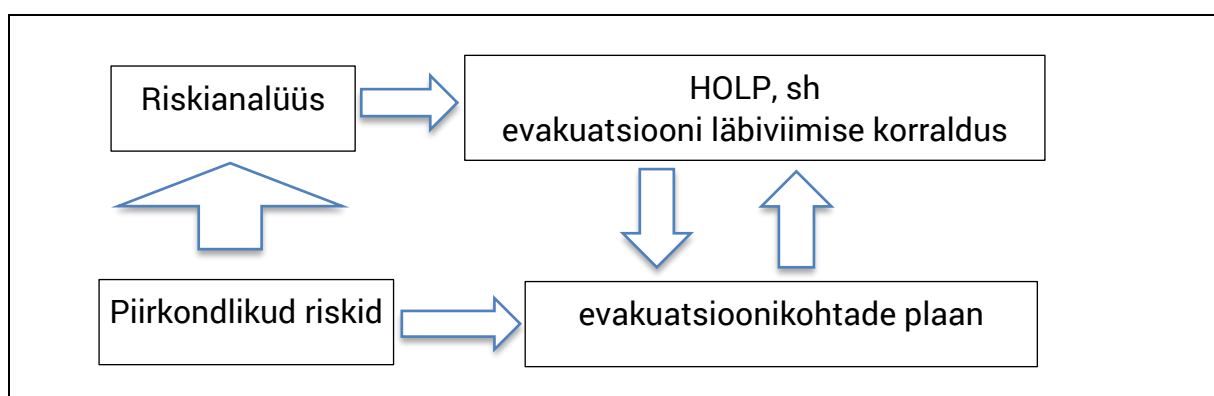 Riskianalüüs
HOLP, sh
evakuatsiooni läbiviimise korraldus
Piirkondlikud riskid
evakuatsioonikohtade plaan